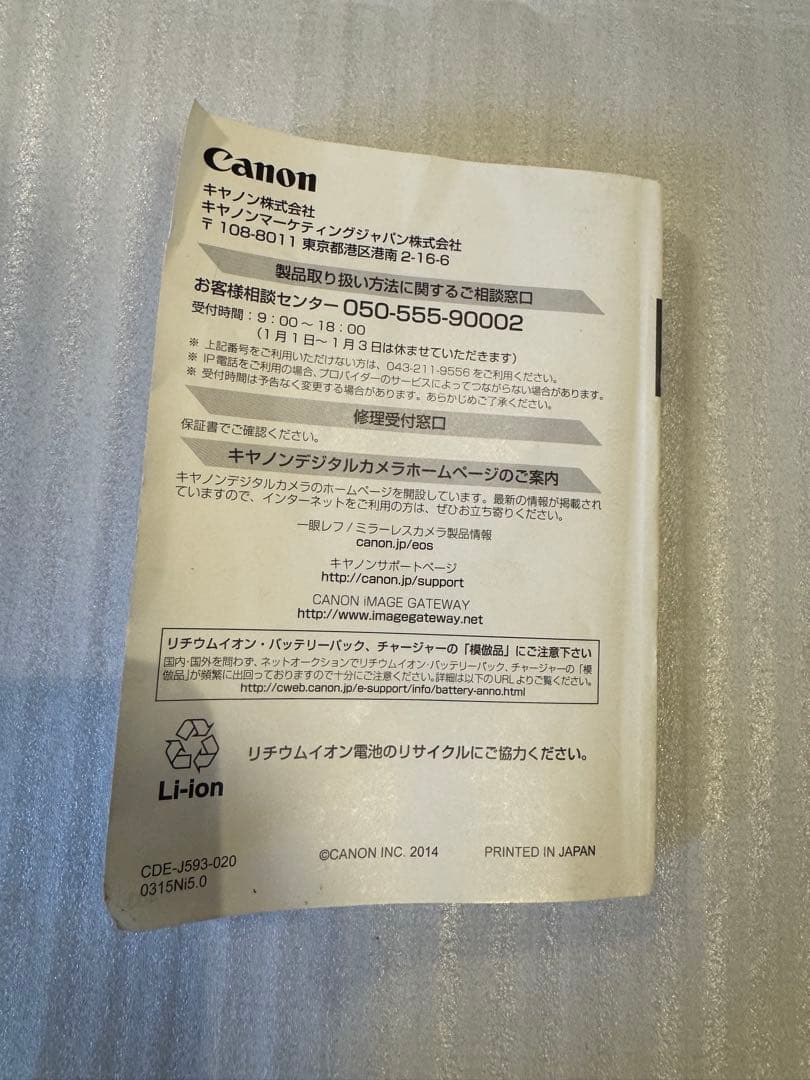 Canon
キヤノン株式会社
キヤノンマーケティングジャパン株式会社
〒 108-8011 東京都港区港南 2-16-6
製品取り扱い方法に関するご相談窓口
お客様相談センター 050-555-90002
受付時間：9：00 ～ 18：00
（1 月 1 日～ 1 月 3 日は休ませていただきます）
※ 上記番号をご利用いただけない方は、043-211-9556 をご利用ください。
※ IP 電話をご利用の場合、プロバイダーのサービスによってつながらない場合があります。
※ 受付時間は予告なく変更する場合があります。あらかじめご了承ください。
修理受付窓口
保証書でご確認ください。
キヤノンデジタルカメラホームページのご案内
キヤノンデジタルカメラのホームページを開設しています。最新の情報が掲載され
ていますので、インターネットをご利用の方は、ぜひお立ち寄りください。
一眼レフ / ミラーレスカメラ製品情報
canon.jp/eos
キヤノンサポートページ
http://canon.jp/support
CANON iMAGE GATEWAY
http://www.imagegateway.net
リチウムイオン・バッテリーパック、チャージャーの「模倣品」にご注意下さい
国内・国外を問わず、ネットオークションでリチウムイオン・バッテリーパック、チャージャーの「模
倣品」が頻繁に出回っておりますので十分にご注意ください。詳細は以下の URL よりご覧ください。
http://cweb.canon.jp/e-support/info/battery-anno.html
リチウムイオン電池のリサイクルにご協力ください。
Li-ion
CDE-J593-020
0315Ni5.0
©CANON INC. 2014
PRINTED IN JAPAN